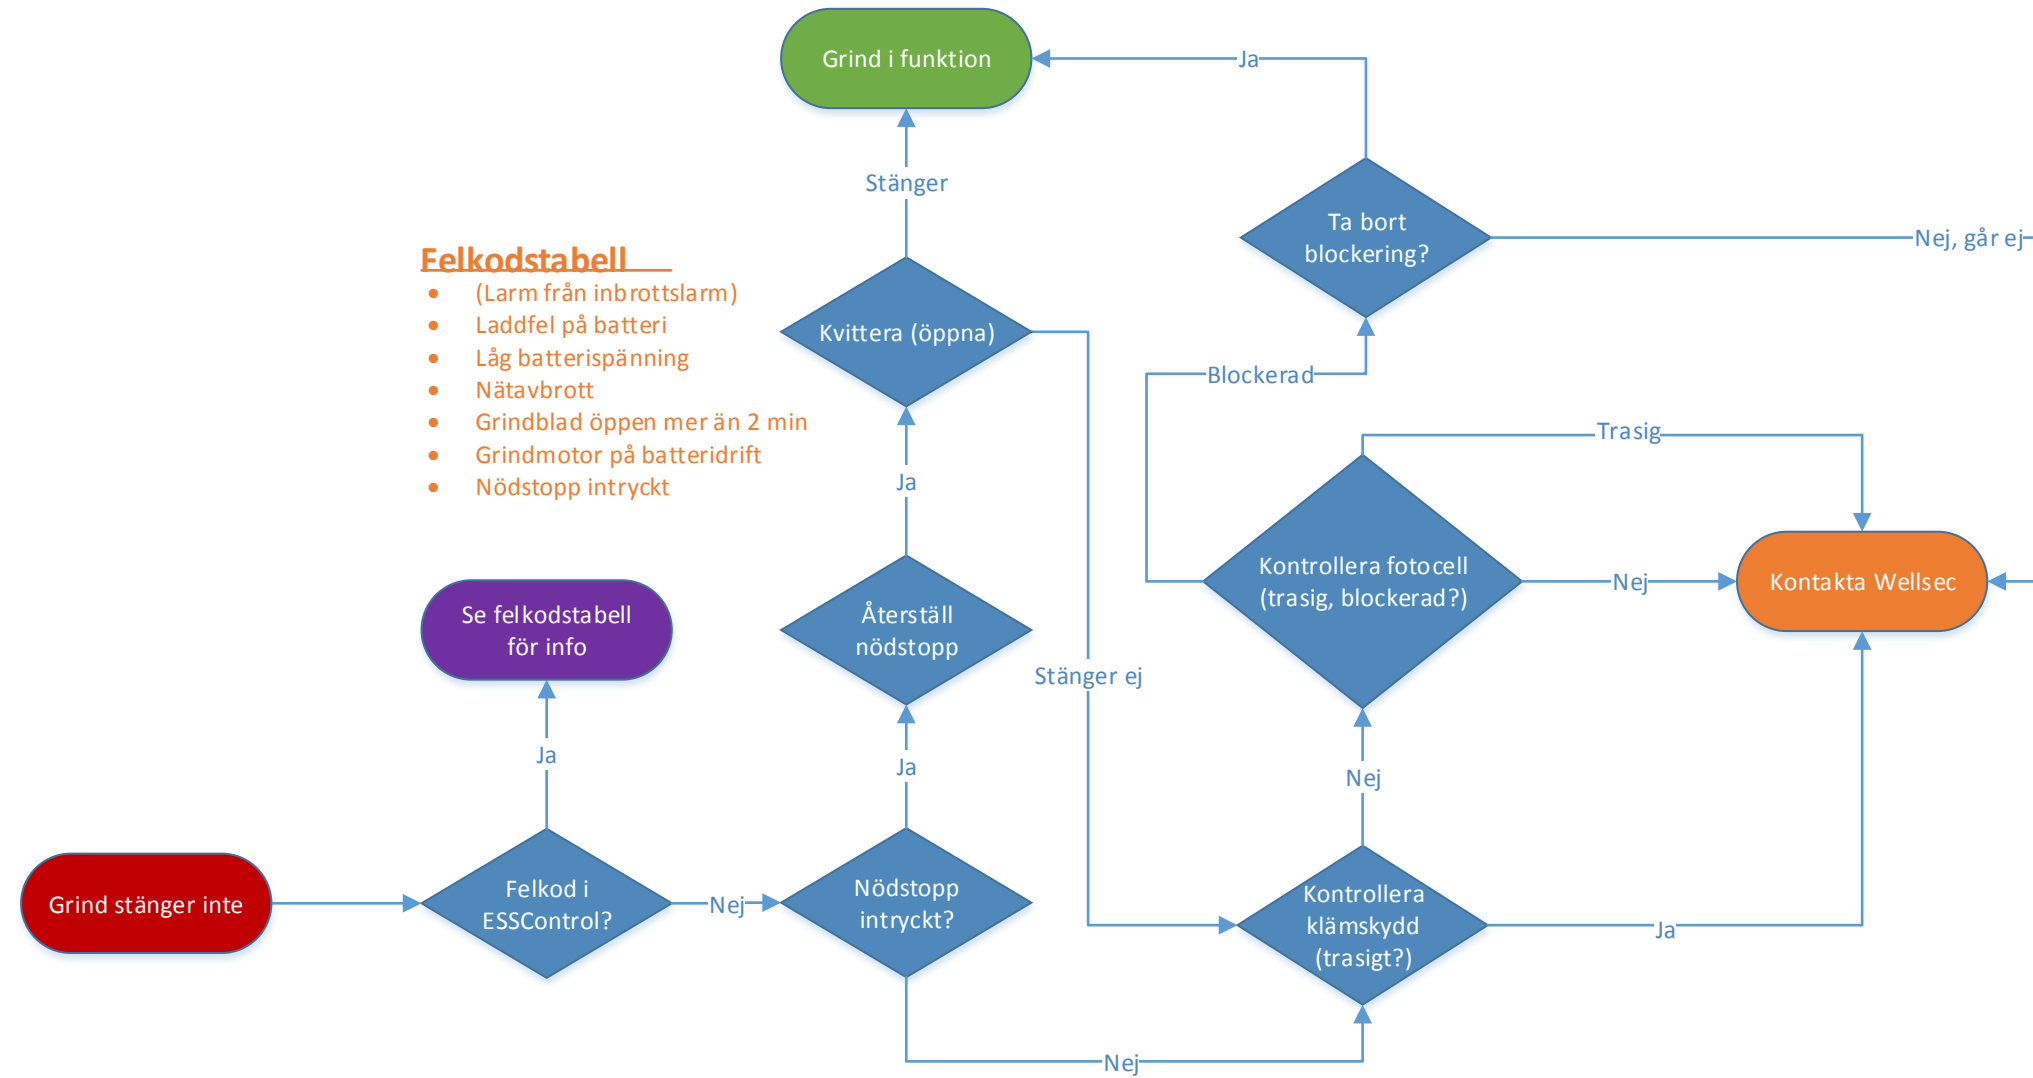 Grind i funktion
Ja
Stänger
Ta bort
blockering?
Nej, går ej
Felkodstabell
(Larm från inbrottslarm)
Laddfel på batteri
Låg batterispänning
Nätavbrott
Grindblad öppen mer än 2 min
Grindmotor på batteridrift
Nödstopp intryckt
Kvittera (öppna)
Blockerad
Trasig
Ja
Kontrollera fotocell
(trasig, blockerad?)
Nej
Kontakta Wellsec
Se felkodstabell
för info
Återställ
nödstopp
Stänger ej
Ja
Ja
Nej
Grind stänger inte
Felkod i
ESSControl?
Nej
Nödstopp
intryckt?
Kontrollera
klämskydd
(trasigt?)
Ja
Nej